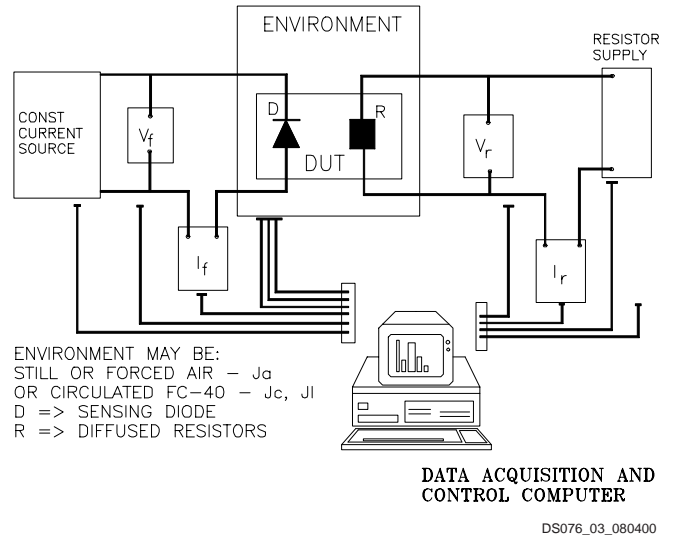 ENVIRONMENT
RESISTOR
SUPPLY
CONST
CURRENT
SOURCE
Vf
D
R
DUT
Vr
If
Ir
ENVIRONMENT MAY BE:
STILL OR FORCED AIR – Ja
OR CIRCULATED FC–40 – Jc, Jl
D => SENSING DIODE
R => DIFFUSED RESISTORS
DATA ACQUISITION AND
CONTROL COMPUTER
DS076_03_080400